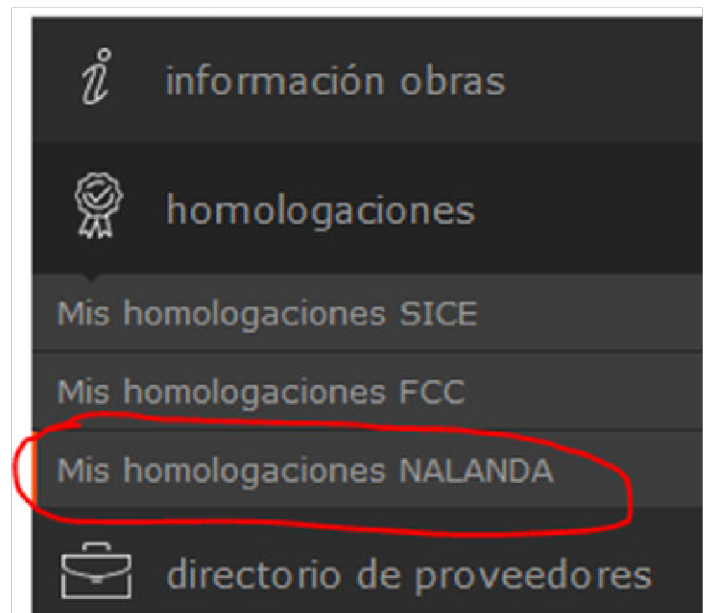 información obras
homologaciones
Mis homologaciones SICE
Mis homologaciones FCC
Mis homologaciones NALANDA
directorio de proveedores